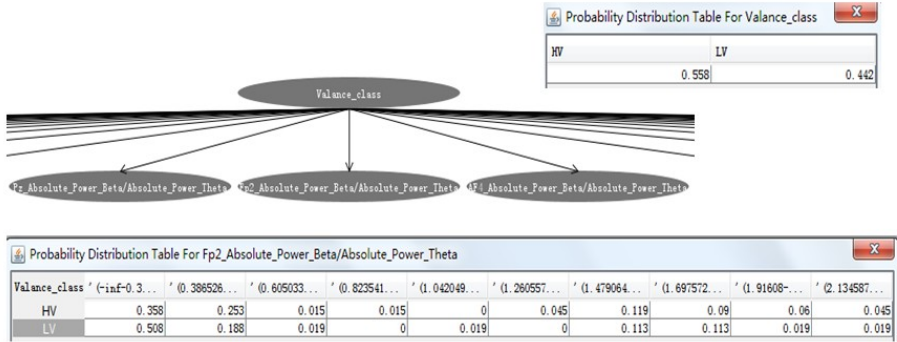 Probability Distribution Table For Valance_class
HV LV
0.558 0.442
Valance_class
Pz_Absolute_Power_Beta/Absolute_Power_Theta Fp2_Absolute_Power_Beta/Absolute_Power_Theta AF4_Absolute_Power_Beta/Absolute_Power_Theta
Probability Distribution Table For Fp2_Absolute_Power_Beta/Absolute_Power_Theta
Valance_class '(-inf-0.3... '(0.386526... '(0.605033... '(0.823541... '(1.042049... '(1.260557... '(1.479064... '(1.697572... '(1.91608-... '(2.134587...
HV 0.358 0.253 0.015 0.015 0 0.045 0.119 0.09 0.06 0.045
LV 0.508 0.188 0.019 0 0.019 0 0.113 0.113 0.019 0.019